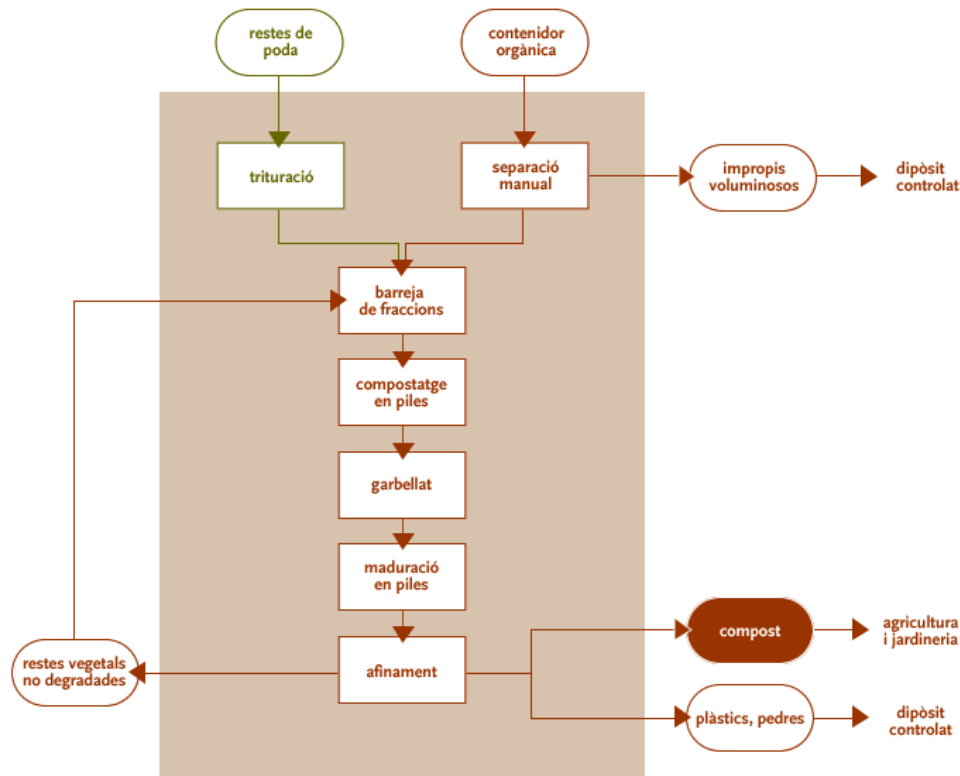 restes de
poda
contenidor
orgànica
trituració
separació
manual
impropis
voluminosos
dipòsit
controlat
barreja
de fraccions
compostatge
en piles
garbellat
maduració
en piles
compost
agricultura
i jardineria
restes vegetals
no degradades
afinament
plàstics, pedres
dipòsit
controlat